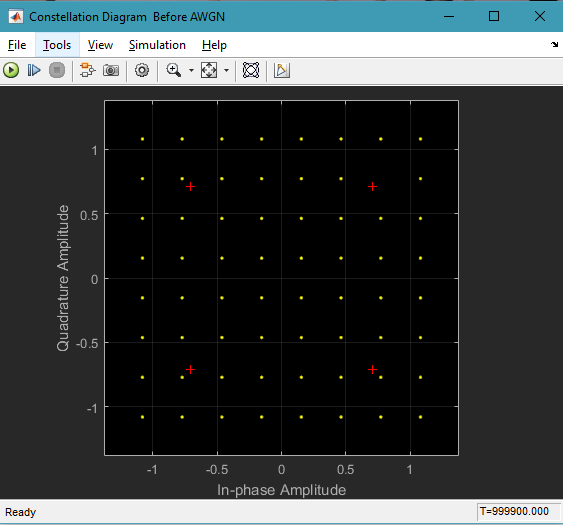 Constellation Diagram  Before AWGN
File Tools View Simulation Help
1
0.5
0
-0.5
-1
Quadrature Amplitude
-1 -0.5 0 0.5 1
In-phase Amplitude
Ready T=999900.000